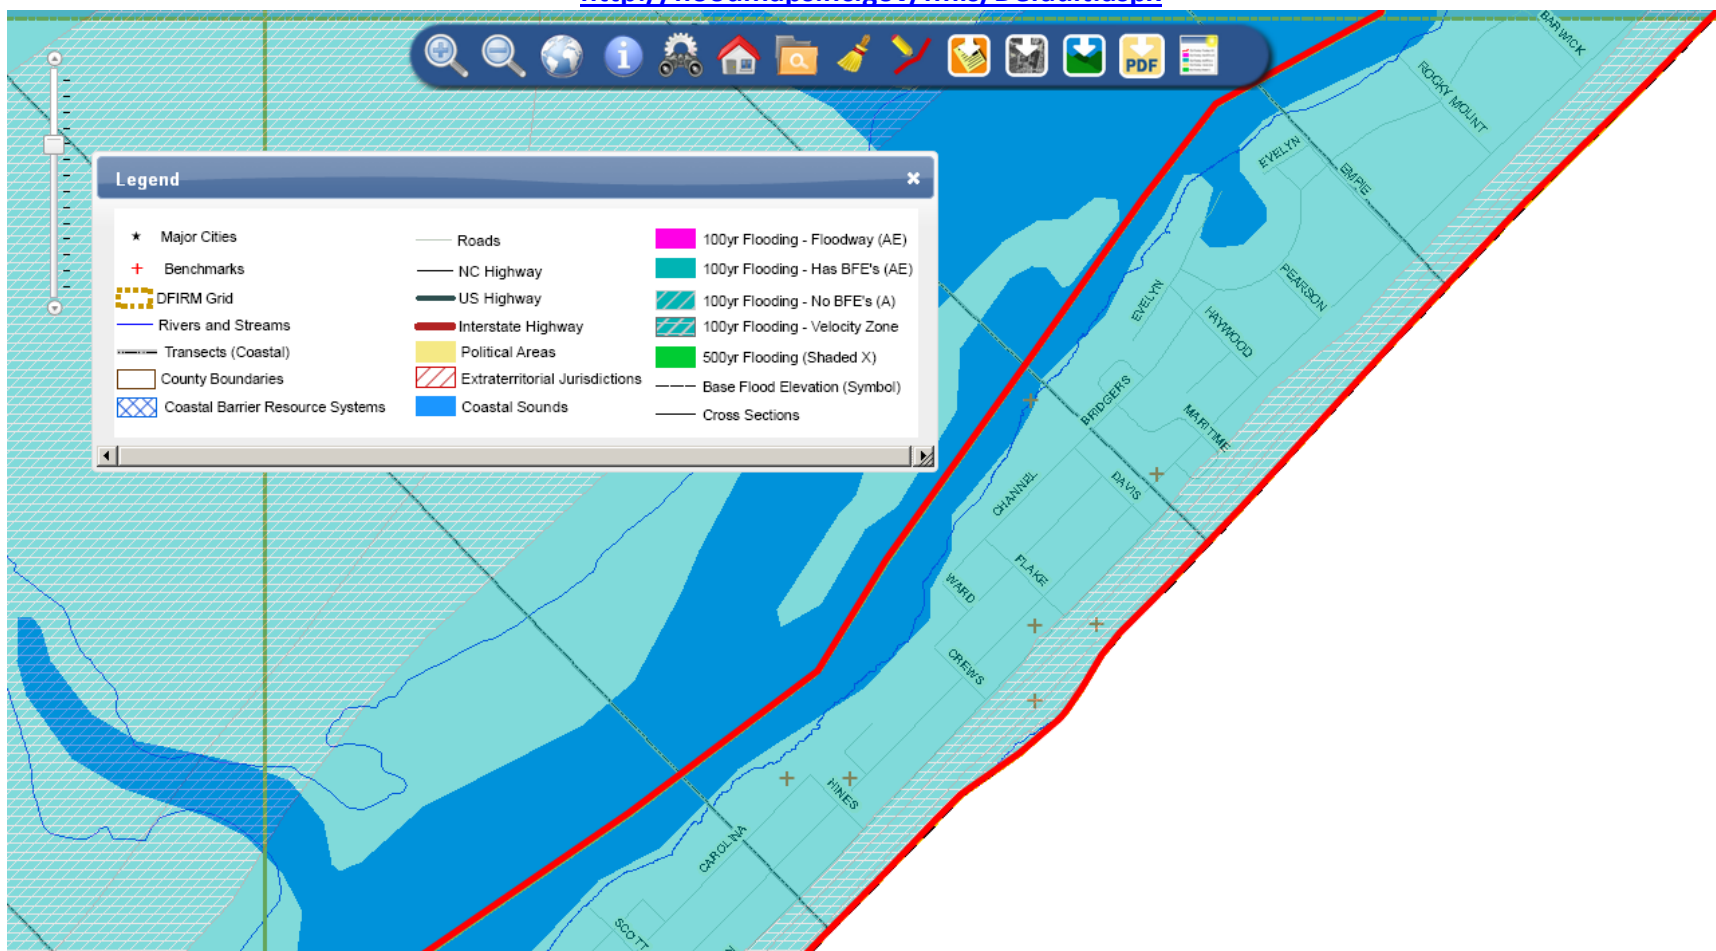 PDF
Legend
Major Cities
Benchmarks
DFIRM Grid
Rivers and Streams
Transects (Coastal)
County Boundaries
Coastal Barrier Resource Systems
Roads
NC Highway
US Highway
Interstate Highway
Political Areas
Extraterritorial Jurisdictions
Coastal Sounds
100yr Flooding - Floodway (AE)
100yr Flooding - Has BFE's (AE)
100yr Flooding - No BFE's (A)
100yr Flooding - Velocity Zone
500yr Flooding (Shaded X)
Base Flood Elevation (Symbol)
Cross Sections
BARWICK
ROCKY MOUNT
EVELYN
EMPIE
PEARSON
EVELYN
HAYWOOD
BRIDGERS
MARITIME
CHANNEL
DAVIS
FLAKE
WARD
CREWS
HINES
CAROLINA
SCOTT